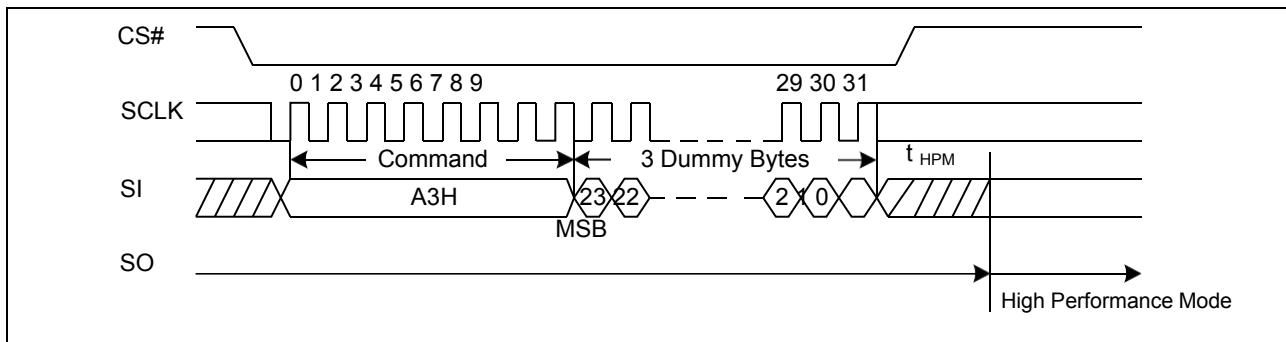 CS#
0 1 2 3 4 5 6 7 8 9 29 30 31
SCLK
Command 3 Dummy Bytes t HPM
SI A3H 23 22 2 1 0
MSB
SO
High Performance Mode